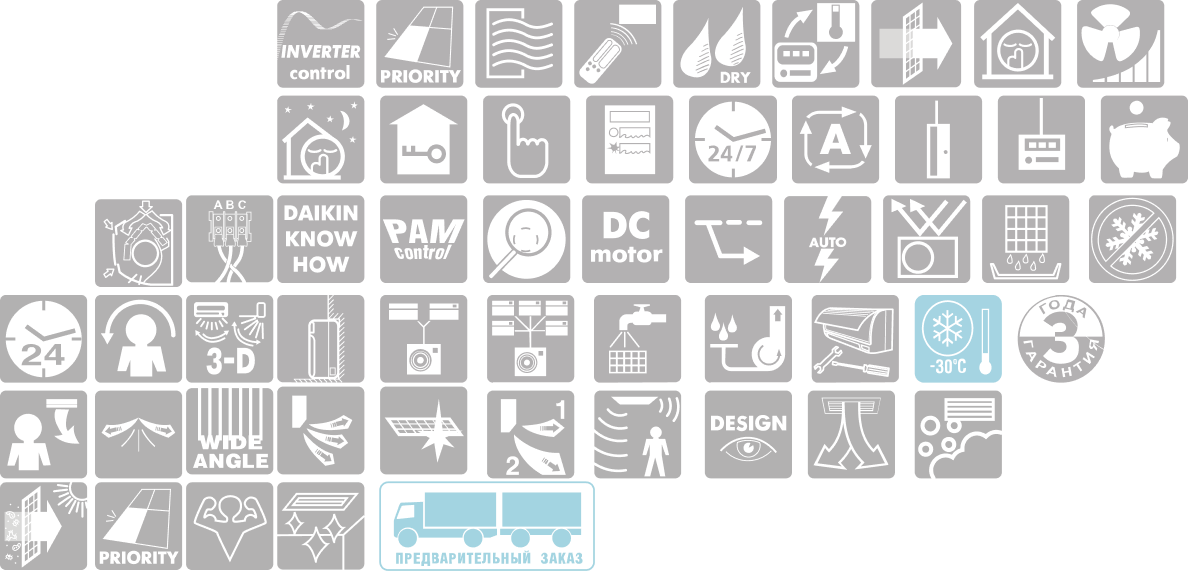 INVERTER
control
PRIORITY
DRY
24/7
A
A B C
DAIKIN
KNOW
HOW
PAM
control
DC
motor
AUTO
24
3-D
-30°C
3 ГОДА
ГАРАНТИЯ
WIDE
ANGLE
1
2
DESIGN
PRIORITY
ПРЕДВАРИТЕЛЬНЫЙ ЗАКАЗ